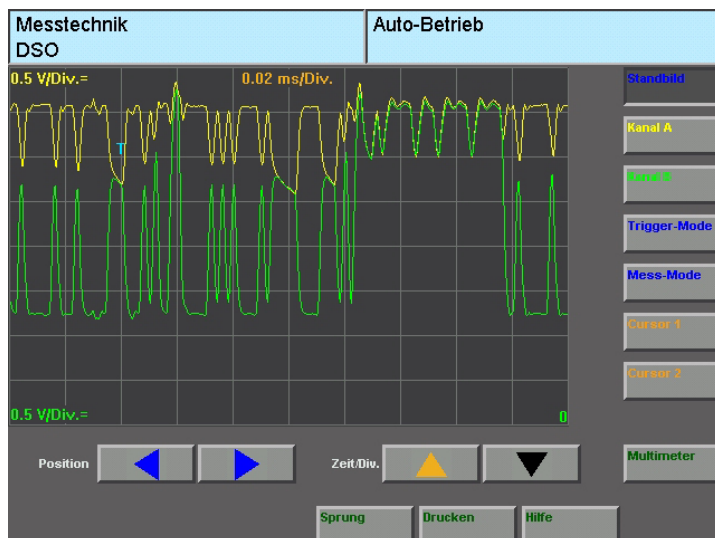 Messtechnik
DSO
Auto-Betrieb
0.5 V/Div.=
0.02 ms/Div.
T
0.5 V/Div.=
0
Standbild
Kanal A
Kanal B
Trigger-Mode
Mess-Mode
Cursor 1
Cursor 2
Multimeter
Position
Zeit/Div.
Sprung
Drucken
Hilfe